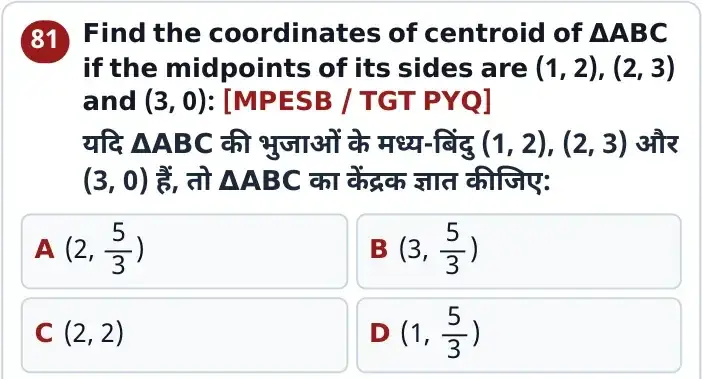 81 Find the coordinates of centroid of ΔABC
if the midpoints of its sides are (1, 2), (2, 3)
and (3, 0): [MPESB / TGT PYQ]
यदि ΔABC की भुजाओं के मध्य-बिंदु (1, 2), (2, 3) और
(3, 0) हैं, तो ΔABC का केंद्रक ज्ञात कीजिए:
A (2, 5/3)
B (3, 5/3)
C (2, 2)
D (1, 5/3)